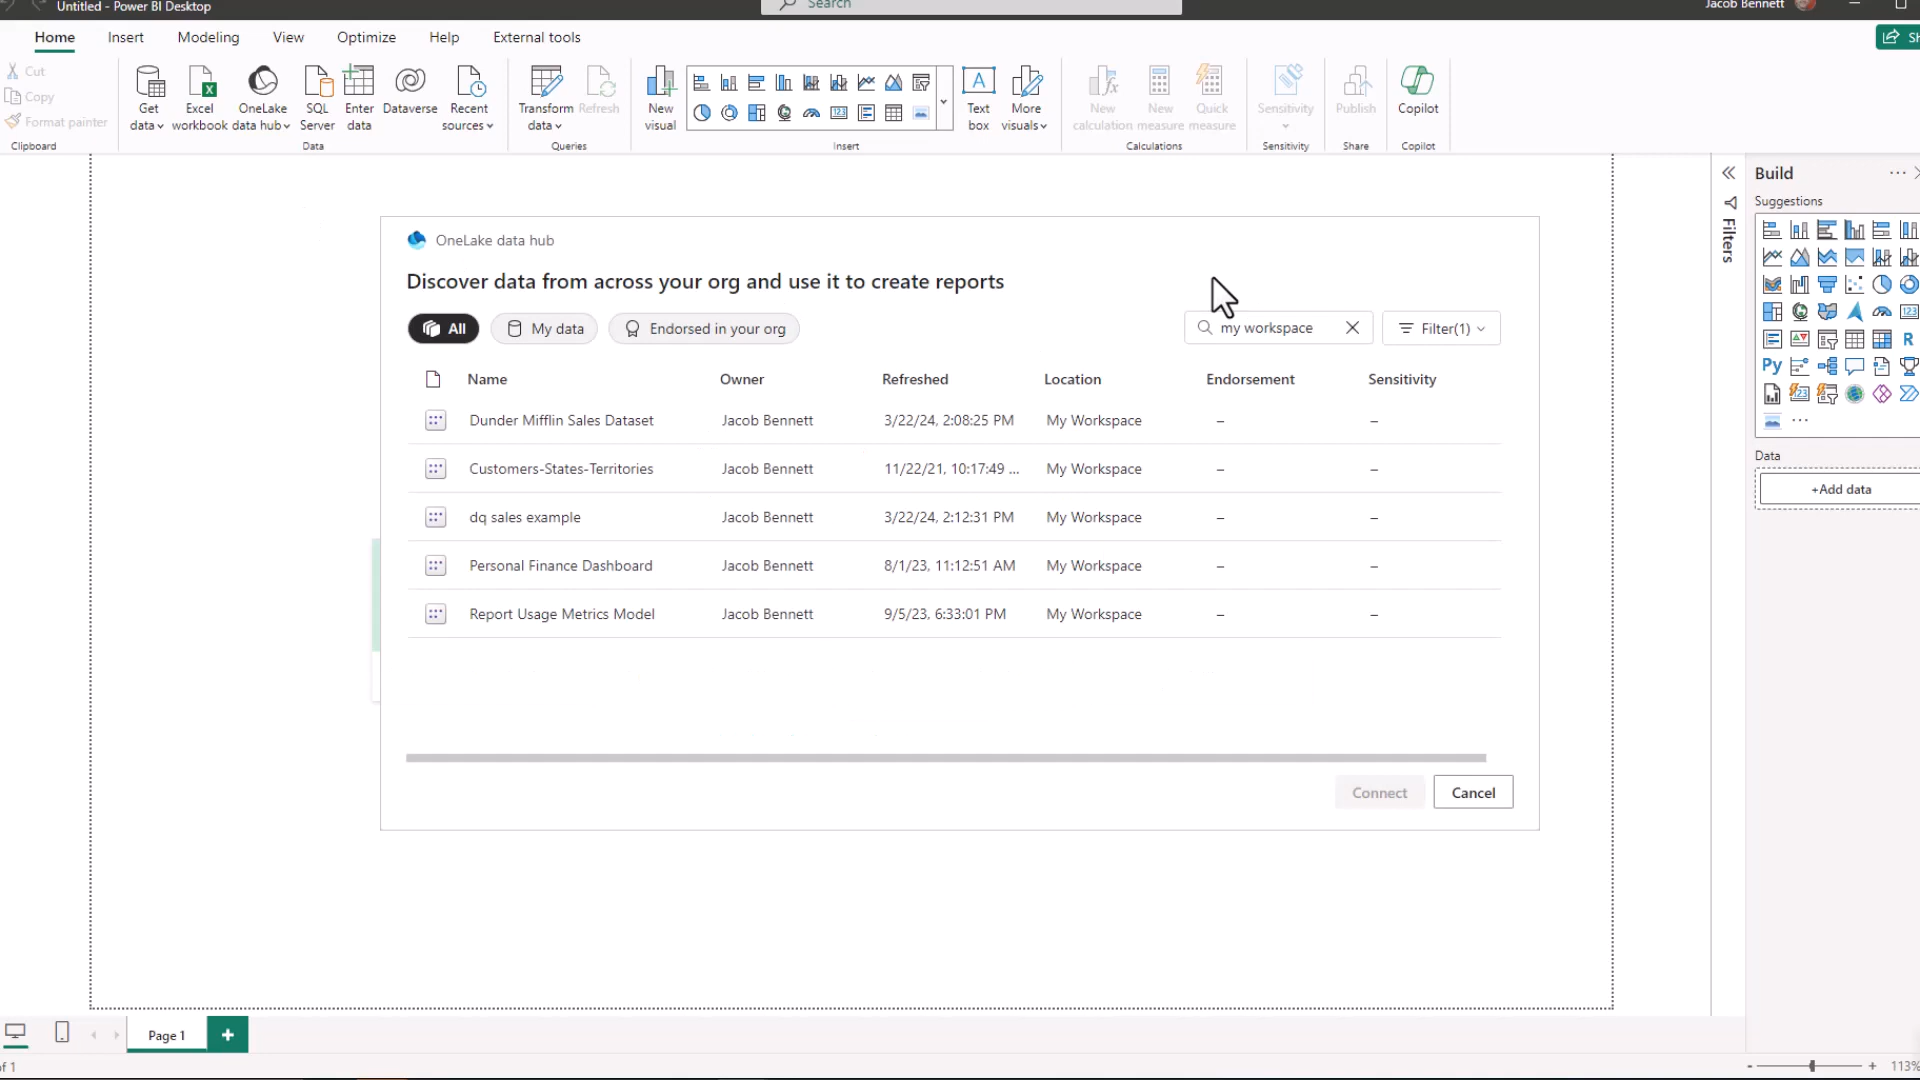 Untitled - Power BI Desktop
Search
Jacob Bennett
Home Insert Modeling View Optimize Help External tools
Cut
Copy
Format painter
Clipboard
Get data
Excel workbook
OneLake data hub
SQL Server
Enter data
Dataverse
Recent sources
Data
Transform data
Refresh
Queries
New visual
Text box
More visuals
Insert
New calculation
New measure
Quick measure
Calculations
Sensitivity
Sensitivity
Publish
Share
Copilot
Copilot
OneLake data hub
Discover data from across your org and use it to create reports
All My data Endorsed in your org my workspace Filter(1)
Name Owner Refreshed Location Endorsement Sensitivity
Dunder Mifflin Sales Dataset Jacob Bennett 3/22/24, 2:08:25 PM My Workspace – –
Customers-States-Territories Jacob Bennett 11/22/21, 10:17:49 ... My Workspace – –
dq sales example Jacob Bennett 3/22/24, 2:12:31 PM My Workspace – –
Personal Finance Dashboard Jacob Bennett 8/1/23, 11:12:51 AM My Workspace – –
Report Usage Metrics Model Jacob Bennett 9/5/23, 6:33:01 PM My Workspace – –
Connect Cancel
Filters
Build
Suggestions
123
R
Py
123
Data
+Add data
Page 1
of 1
- + 113%